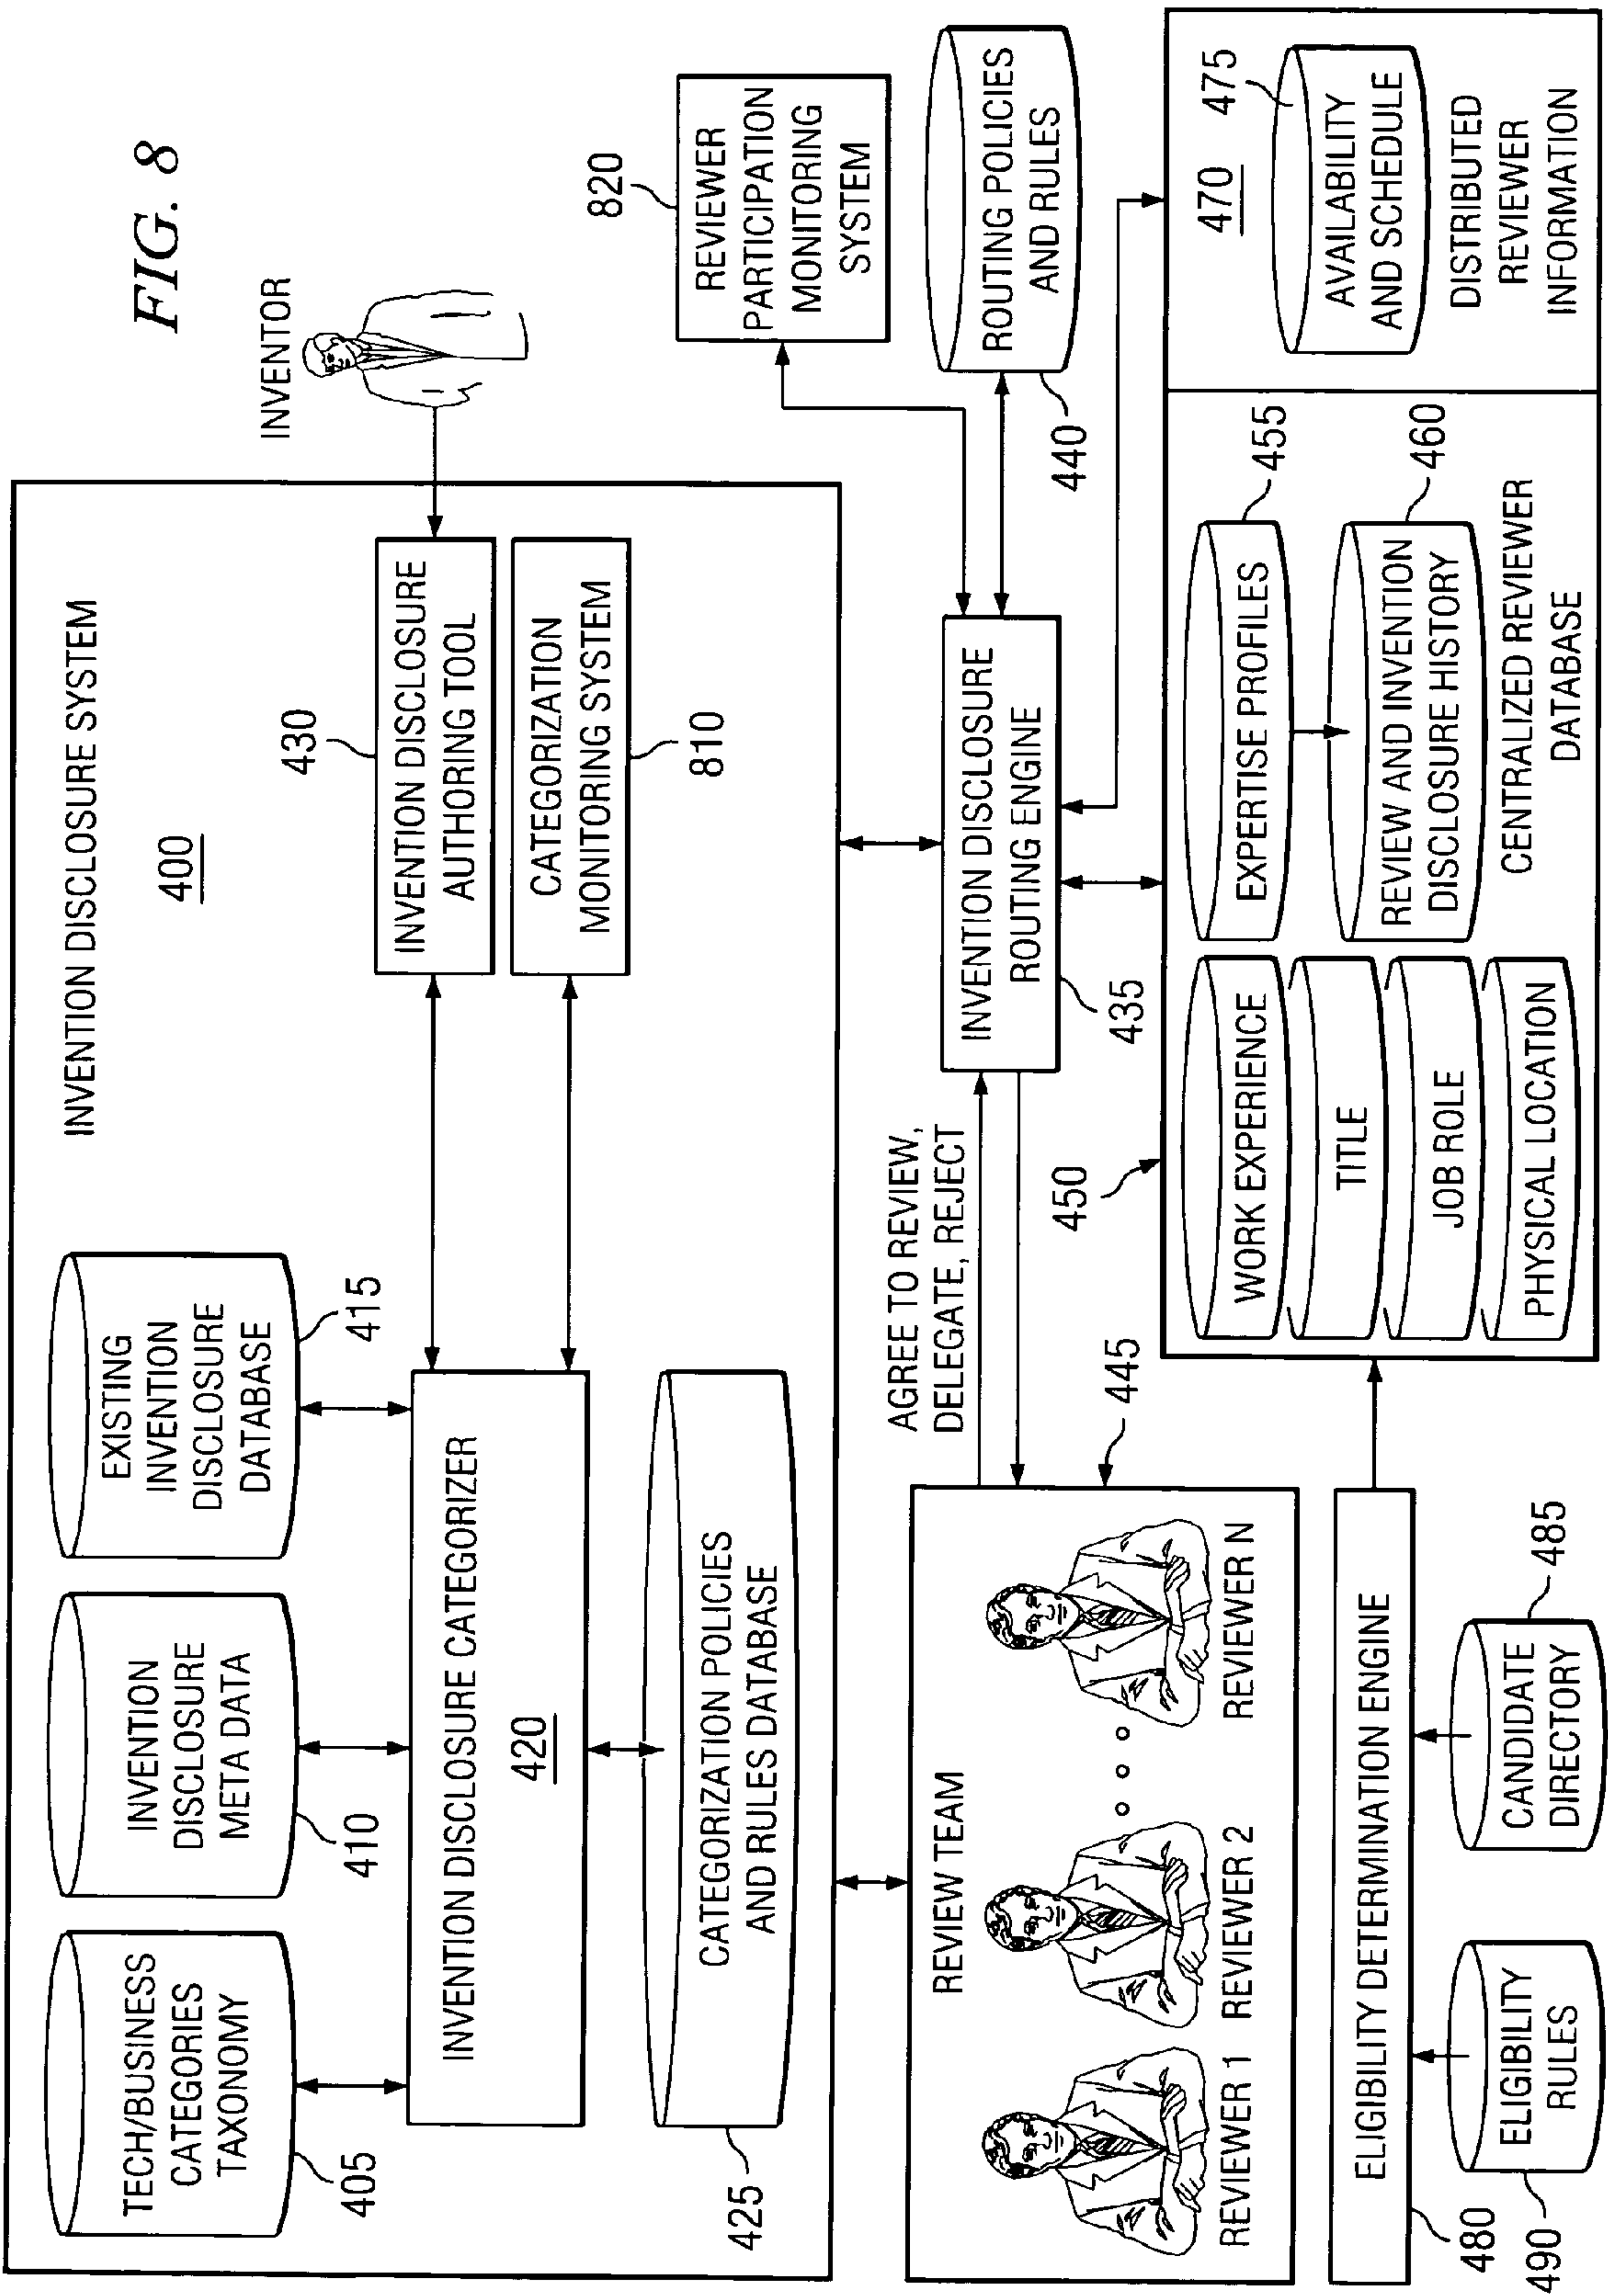 FIG. 8
INVENTION DISCLOSURE SYSTEM
400
TECH/BUSINESS
CATEGORIES
TAXONOMY
405
INVENTION
DISCLOSURE
META DATA
410
EXISTING
INVENTION
DISCLOSURE
DATABASE
415
INVENTION DISCLOSURE CATEGORIZER
420
CATEGORIZATION POLICIES
AND RULES DATABASE
425
430
INVENTION DISCLOSURE
AUTHORING TOOL
CATEGORIZATION
MONITORING SYSTEM
810
INVENTOR
820
REVIEWER
PARTICIPATION
MONITORING
SYSTEM
ROUTING POLICIES
AND RULES
440
INVENTION DISCLOSURE
ROUTING ENGINE
435
AGREE TO REVIEW,
DELEGATE, REJECT
445
REVIEW TEAM
REVIEWER 1
REVIEWER 2
REVIEWER N
450
WORK EXPERIENCE
TITLE
JOB ROLE
PHYSICAL LOCATION
EXPERTISE PROFILES
455
REVIEW AND INVENTION
DISCLOSURE HISTORY
460
CENTRALIZED REVIEWER
DATABASE
470
475
AVAILABILITY
AND SCHEDULE
DISTRIBUTED
REVIEWER
INFORMATION
ELIGIBILITY DETERMINATION ENGINE
480
ELIGIBILITY
RULES
490
CANDIDATE
DIRECTORY
485